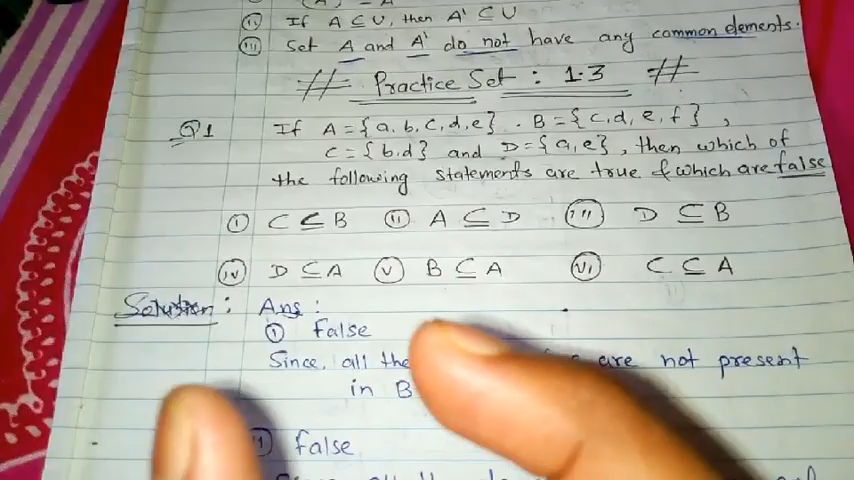 (ii) If A ⊆ U, then A' ⊆ U
(iii) Set A and A' do not have any common elements.
# Practice Set : 1.3 #
Q1 If A = {a, b, c, d, e} . B = {c, d, e, f} ,
C = {b, d} and D = {a, e} , then which of
the following statements are true & which are false
(i) C ⊆ B (ii) A ⊆ D (iii) D ⊆ B
(iv) D ⊆ A (v) B ⊆ A (vi) C ⊆ A
Solution : Ans :
(i) False
Since, all the are not present
in B
(ii) False